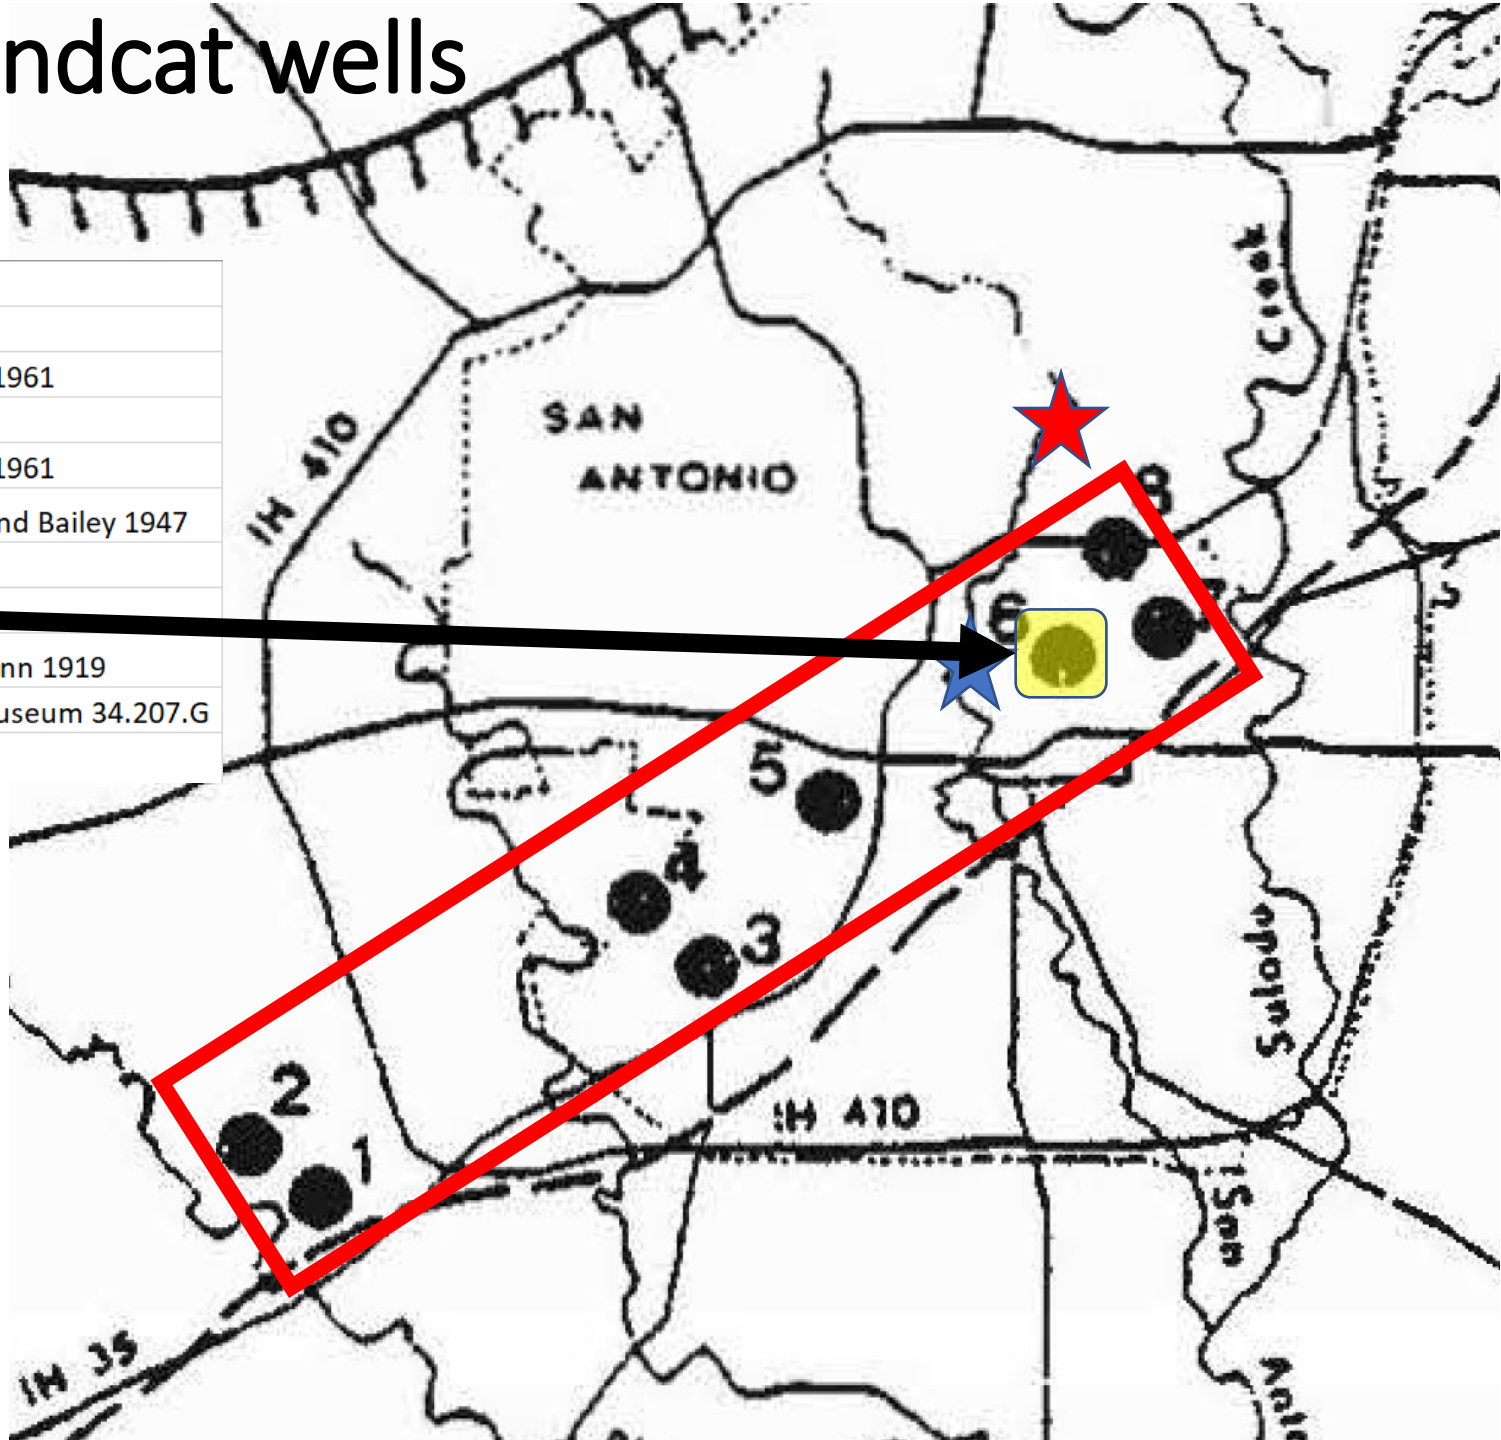 ndcat wells
1961
1961
nd Bailey 1947
nn 1919
useum 34.207.G
SAN
ANTONIO
IH 410
Creek
8
7
6
5
4
3
2
1
IH 410
Salado
San
IH 35